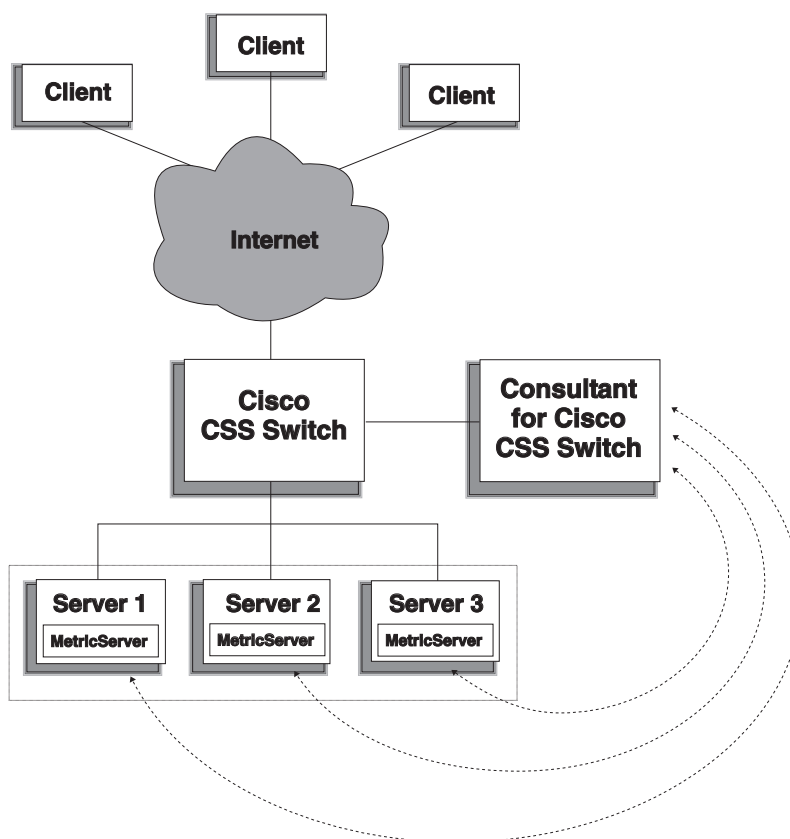 Client
Client
Client
Internet
Cisco
CSS Switch
Consultant
for Cisco
CSS Switch
Server 1
MetricServer
Server 2
MetricServer
Server 3
MetricServer